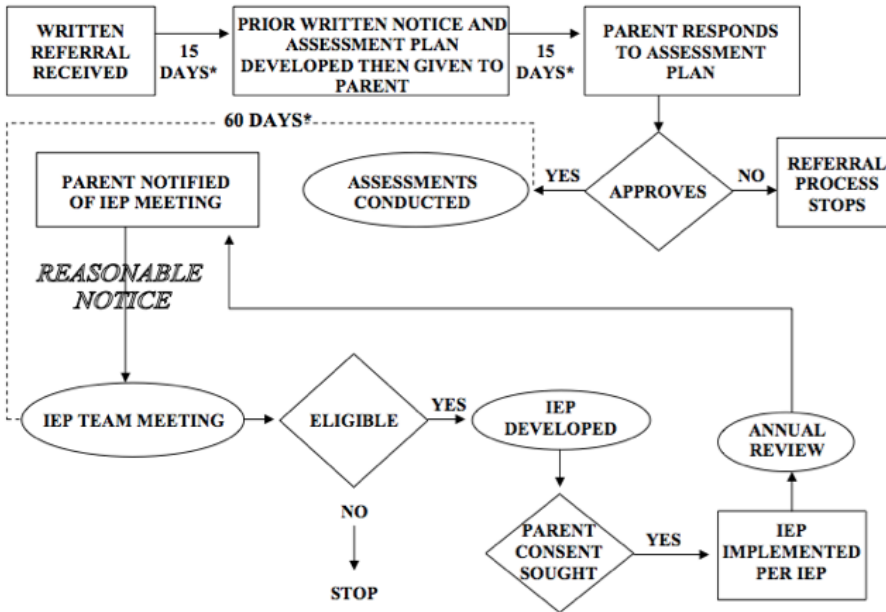 WRITTEN
REFERRAL
RECEIVED
15
DAYS*
PRIOR WRITTEN NOTICE AND
ASSESSMENT PLAN
DEVELOPED THEN GIVEN TO
PARENT
15
DAYS*
PARENT RESPONDS
TO ASSESSMENT
PLAN
60 DAYS*
PARENT NOTIFIED
OF IEP MEETING
ASSESSMENTS
CONDUCTED
YES
APPROVES
NO
REFERRAL
PROCESS
STOPS
REASONABLE
NOTICE
IEP TEAM MEETING
ELIGIBLE
YES
IEP
DEVELOPED
ANNUAL
REVIEW
NO
STOP
PARENT
CONSENT
SOUGHT
YES
IEP
IMPLEMENTED
PER IEP